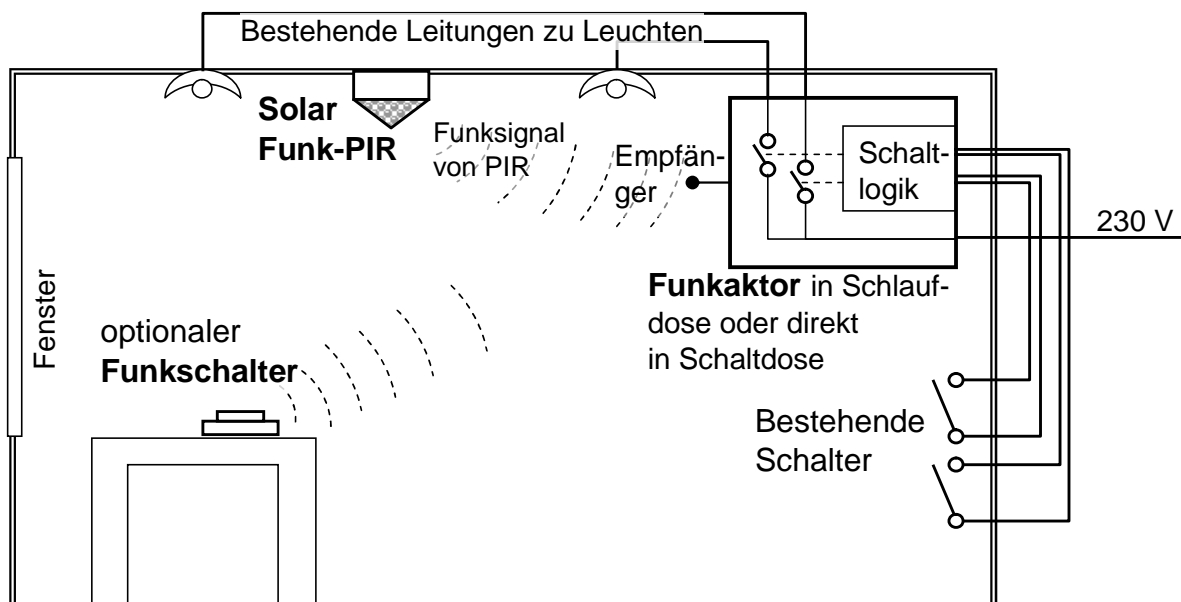 Bestehende Leitungen zu Leuchten
Solar
Funk-PIR
Funksignal
von PIR
Empfän-
ger
Schalt-
logik
230 V
Funkaktor in Schlauf-
dose oder direkt
in Schaltdose
Fenster
optionaler
Funkschalter
Bestehende
Schalter